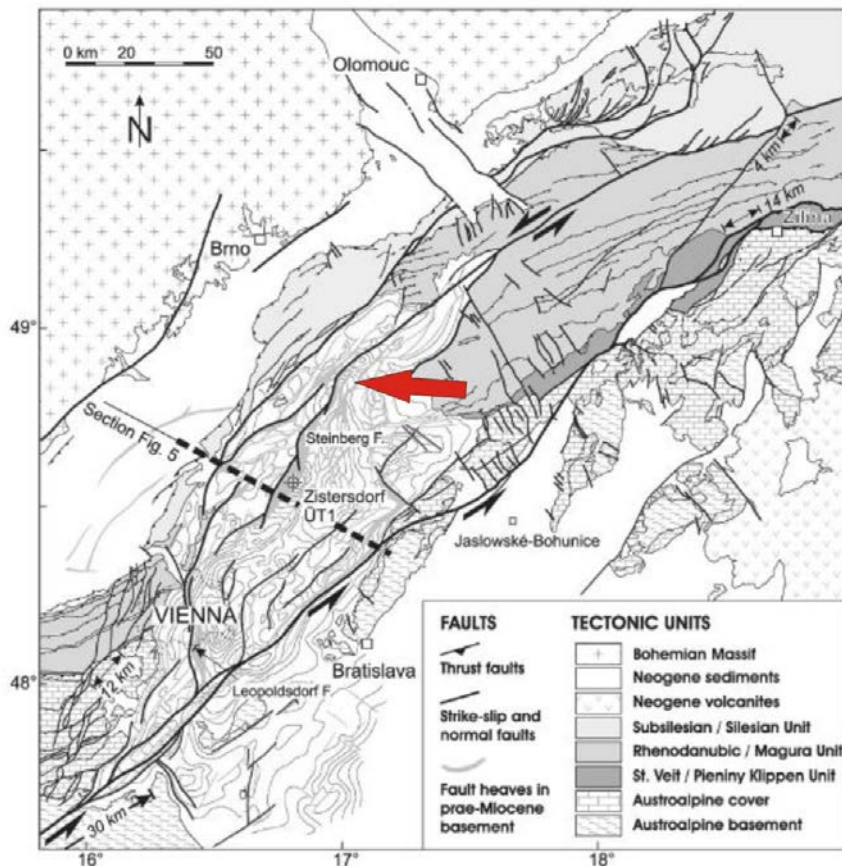 0 km 20 50
N
Olomouc
4 km
14 km
Žilina
Brno
49°
Section Fig. 5
Steinberg F.
Zistersdorf
ÜT1
Jaslowské-Bohunice
VIENNA
Bratislava
48°
12 km
Leopoldsdorf F.
30 km
16°
17°
18°
FAULTS
Thrust faults
Strike-slip and
normal faults
Fault heaves in
prae-Miocene
basement
TECTONIC UNITS
Bohemian Massif
Neogene sediments
Neogene volcanites
Subsilesian / Silesian Unit
Rhenodanubic / Magura Unit
St. Veit / Pieniny Klippen Unit
Austroalpine cover
Austroalpine basement